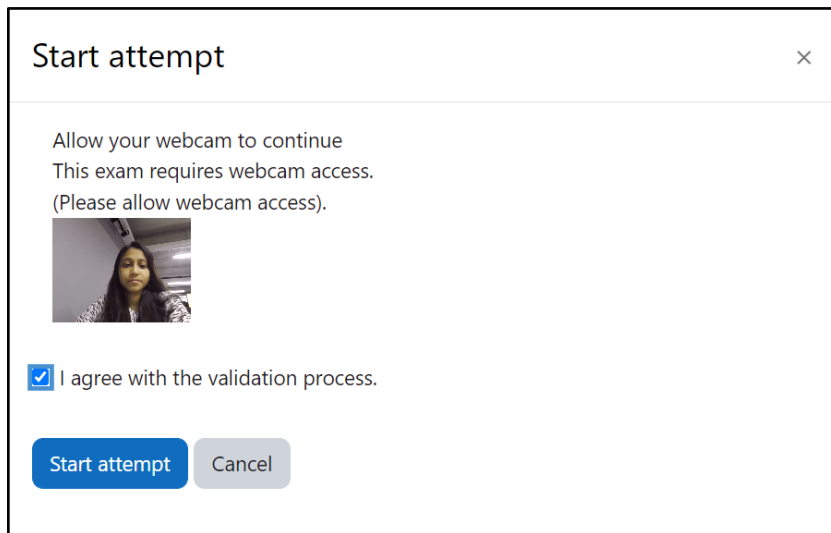 Start attempt
×
Allow your webcam to continue
This exam requires webcam access.
(Please allow webcam access).
I agree with the validation process.
Start attempt
Cancel